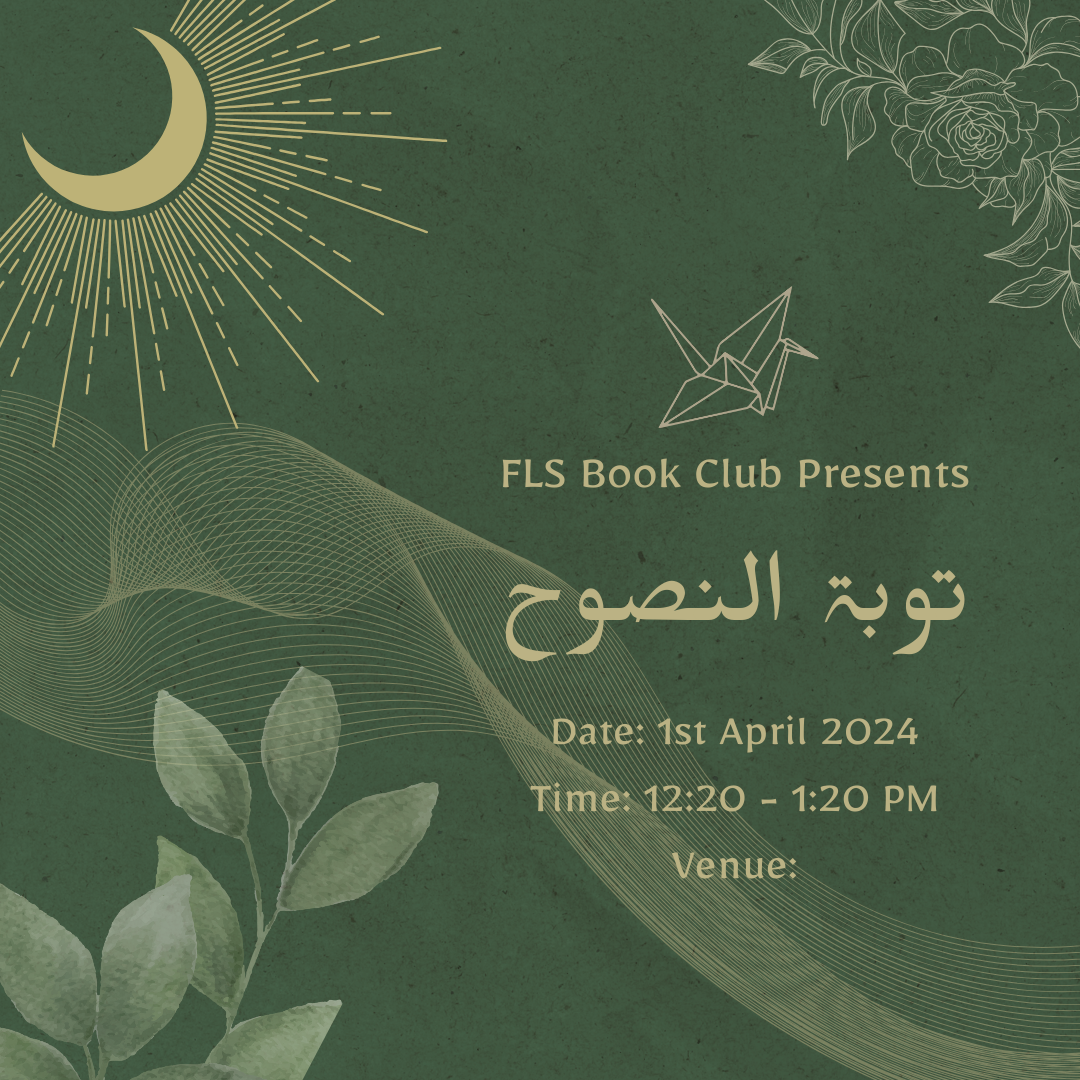 FLS Book Club Presents
توبة النصوح
Date: 1st April 2024
Time: 12:20 - 1:20 PM
Venue: